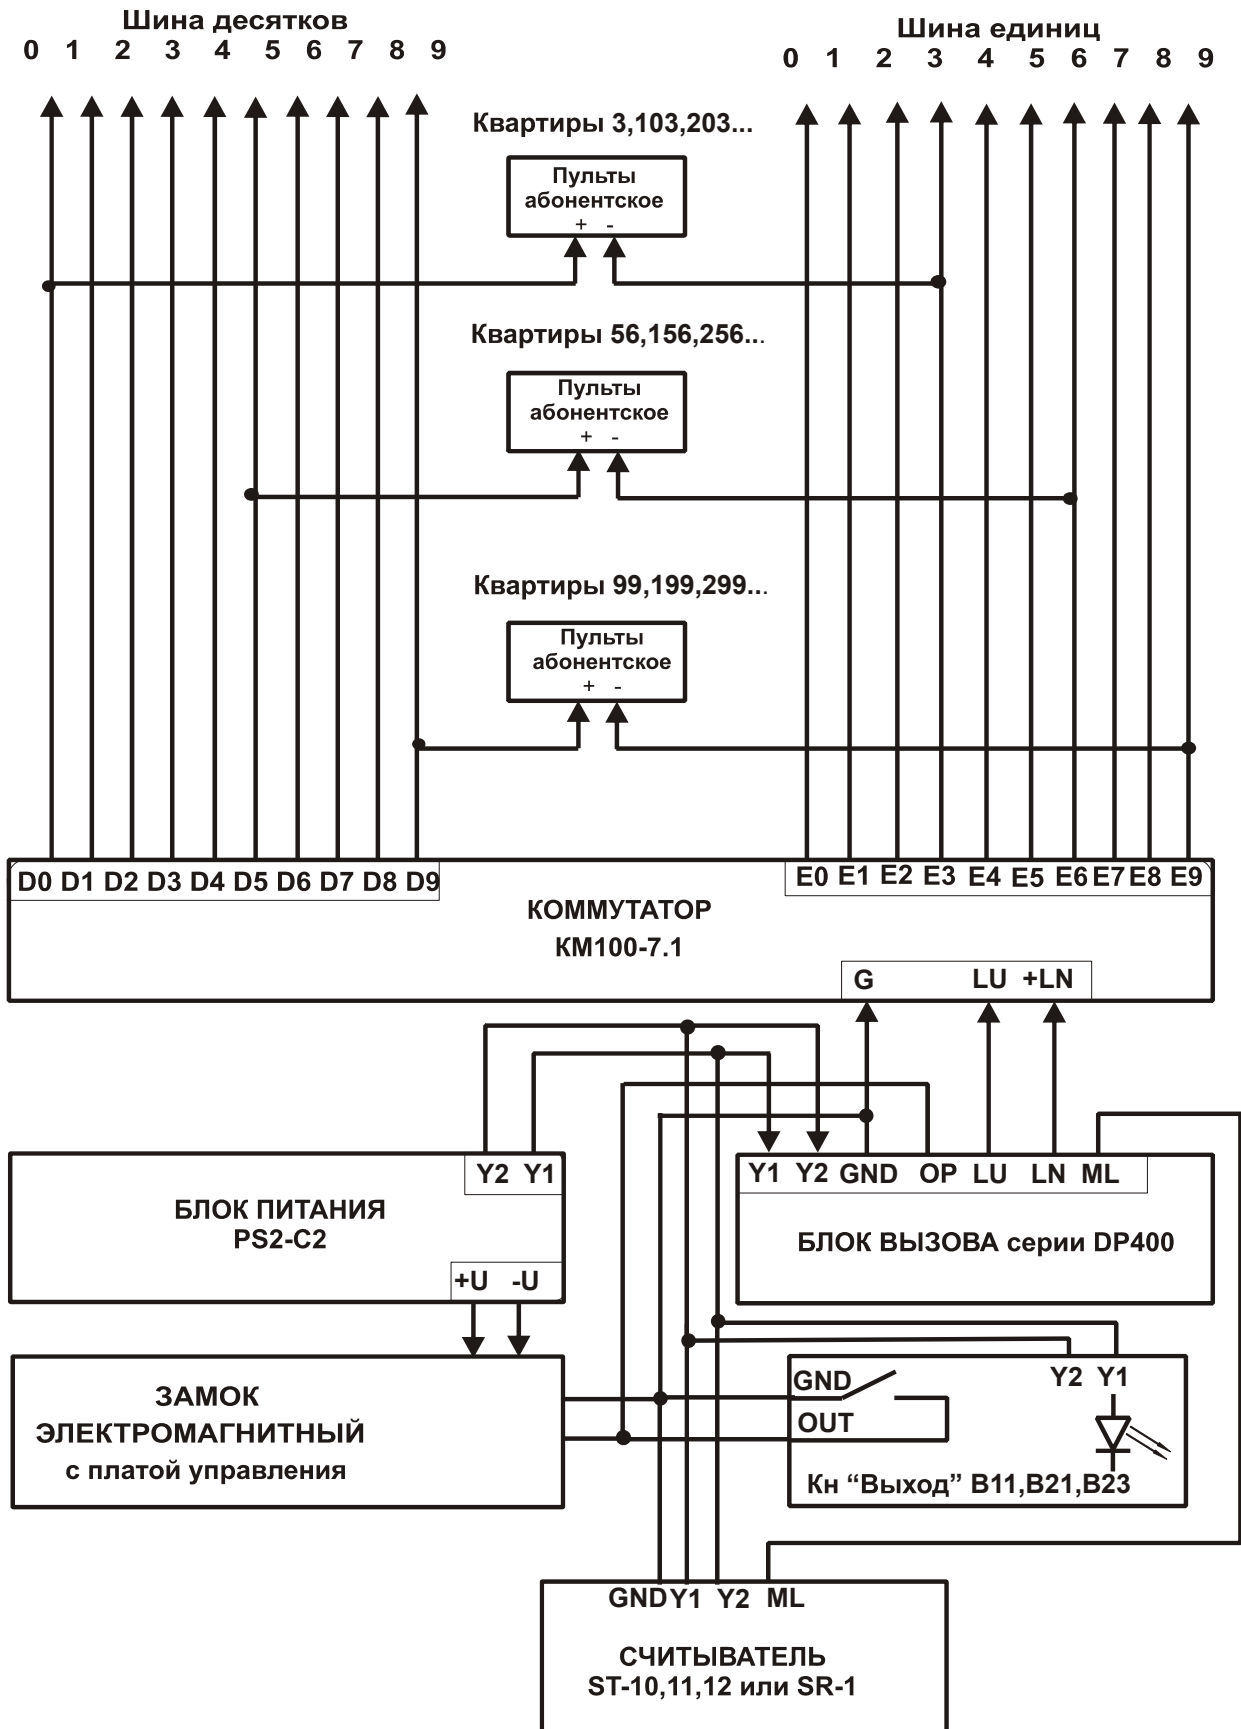 Шина десятков
0 1 2 3 4 5 6 7 8 9
Шина единиц
0 1 2 3 4 5 6 7 8 9
Квартиры 3,103,203...
Пульты
абонентское
+ -
Квартиры 56,156,256...
Пульты
абонентское
+ -
Квартиры 99,199,299...
Пульты
абонентское
+ -
D0 D1 D2 D3 D4 D5 D6 D7 D8 D9
E0 E1 E2 E3 E4 E5 E6 E7 E8 E9
КОММУТАТОР
КМ100-7.1
G LU +LN
Y2 Y1
БЛОК ПИТАНИЯ
PS2-C2
+U -U
Y1 Y2 GND OP LU LN ML
БЛОК ВЫЗОВА серии DP400
ЗАМОК
ЭЛЕКТРОМАГНИТНЫЙ
с платой управления
Y2 Y1
GND
OUT
Кн “Выход” B11,B21,B23
GND Y1 Y2 ML
СЧИТЫВАТЕЛЬ
ST-10,11,12 или SR-1